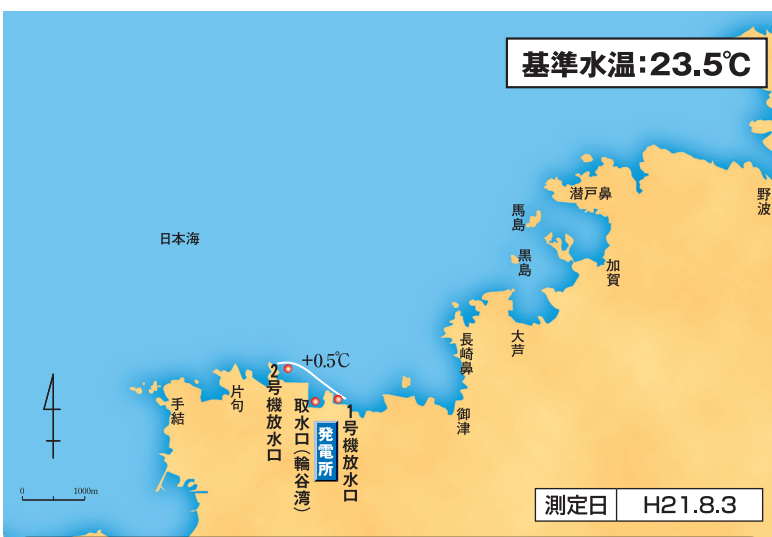 基準水温:23.5℃
潜戸鼻
野波
馬島
日本海
黒島
加賀
大芦
長崎鼻
+0.5℃
2号機放水口
片句
手結
御津
取水口(輪谷湾)
発電所
1号機放水口
0 1000m
測定日 H21.8.3